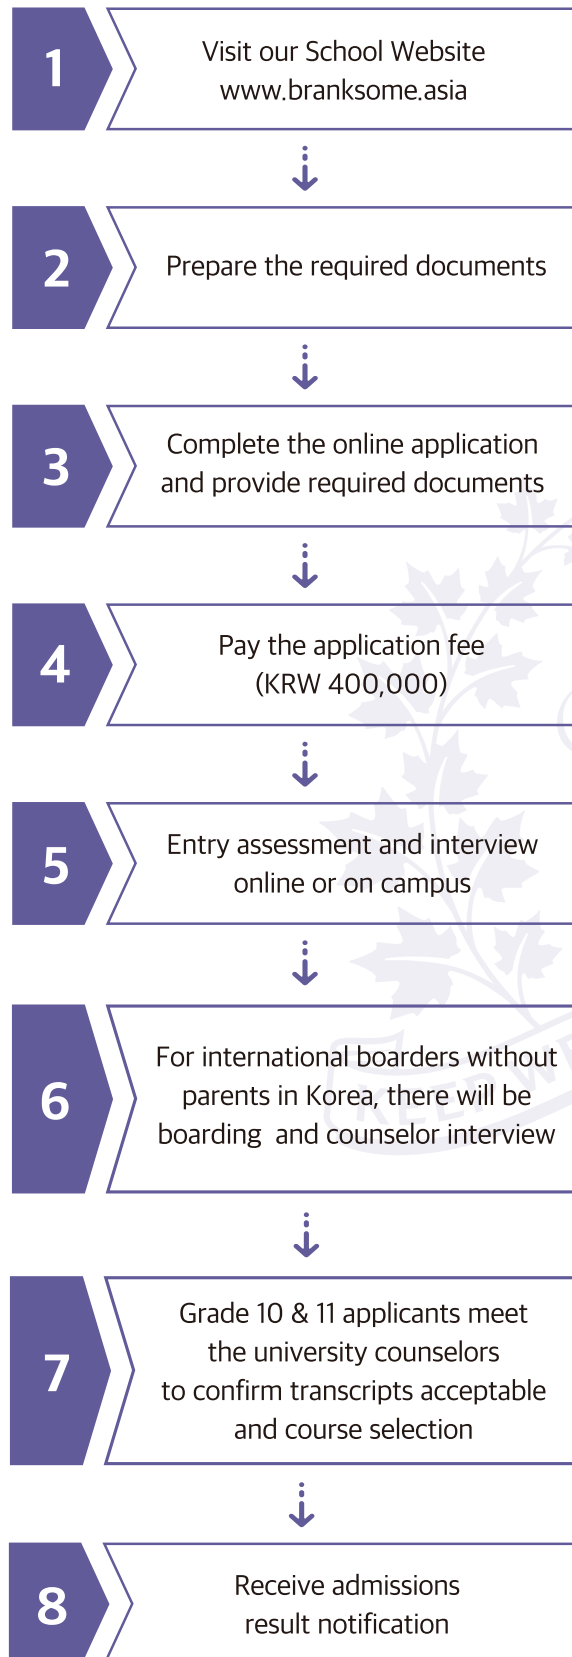 1
Visit our School Website
www.branksome.asia
2
Prepare the required documents
3
Complete the online application
and provide required documents
4
Pay the application fee
(KRW 400,000)
5
Entry assessment and interview
online or on campus
6
For international boarders without
parents in Korea, there will be
boarding and counselor interview
KEEP WE
7
Grade 10 & 11 applicants meet
the university counselors
to confirm transcripts acceptable
and course selection
8
Receive admissions
result notification